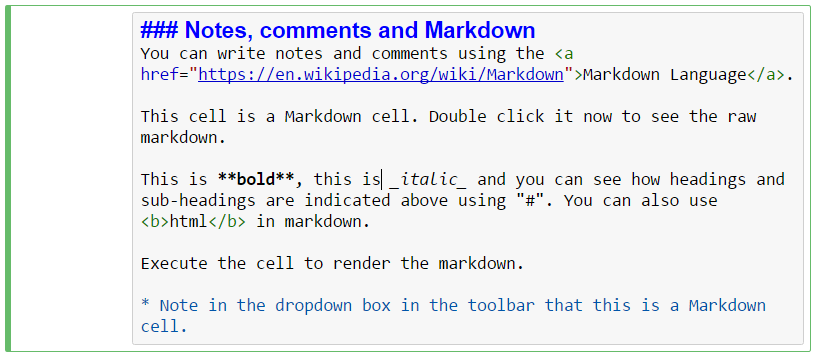 ### Notes, comments and Markdown
You can write notes and comments using the <a
href="https://en.wikipedia.org/wiki/Markdown">Markdown Language</a>.
This cell is a Markdown cell. Double click it now to see the raw
markdown.
This is **bold**, this is _italic_ and you can see how headings and
sub-headings are indicated above using "#". You can also use
<b>html</b> in markdown.
Execute the cell to render the markdown.
* Note in the dropdown box in the toolbar that this is a Markdown
cell.